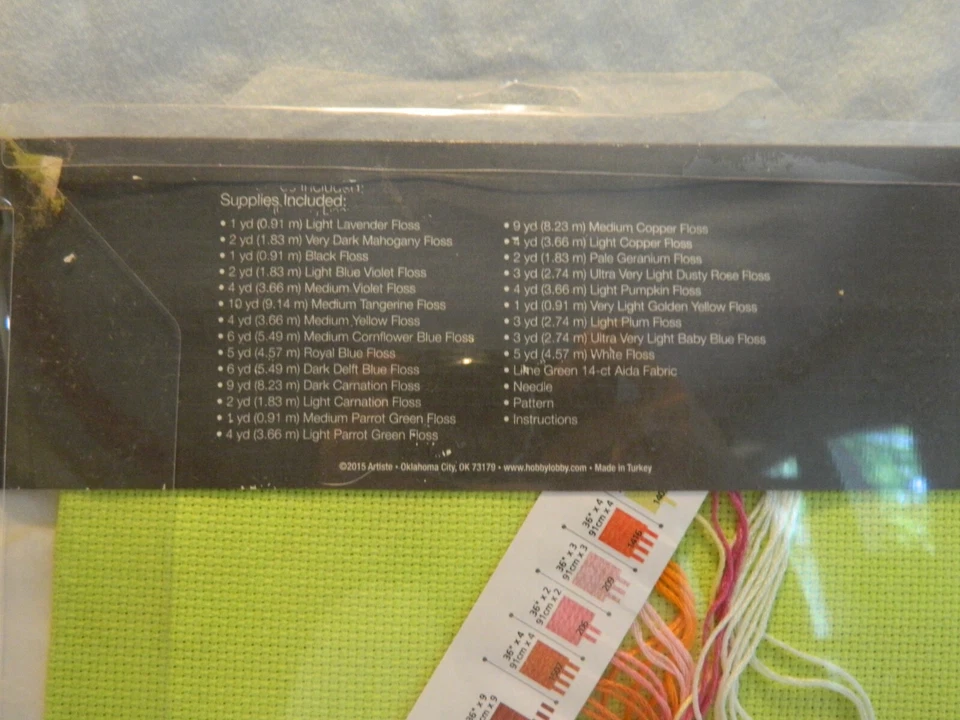 Supplies Included:
• 1 yd (0.91 m) Light Lavender Floss
• 2 yd (1.83 m) Very Dark Mahogany Floss
• 1 yd (0.91 m) Black Floss
• 2 yd (1.83 m) Light Blue Violet Floss
• 4 yd (3.66 m) Medium Violet Floss
• 10 yd (9.14 m) Medium Tangerine Floss
• 4 yd (3.66 m) Medium Yellow Floss
• 6 yd (5.49 m) Medium Cornflower Blue Floss
• 5 yd (4.57 m) Royal Blue Floss
• 6 yd (5.49 m) Dark Delft Blue Floss
• 9 yd (8.23 m) Dark Carnation Floss
• 2 yd (1.83 m) Light Carnation Floss
• 1 yd (0.91 m) Medium Parrot Green Floss
• 4 yd (3.66 m) Light Parrot Green Floss
• 9 yd (8.23 m) Medium Copper Floss
• 4 yd (3.66 m) Light Copper Floss
• 2 yd (1.83 m) Pale Geranium Floss
• 3 yd (2.74 m) Ultra Very Light Dusty Rose Floss
• 4 yd (3.66 m) Light Pumpkin Floss
• 1 yd (0.91 m) Very Light Golden Yellow Floss
• 3 yd (2.74 m) Light Plum Floss
• 3 yd (2.74 m) Ultra Very Light Baby Blue Floss
• 5 yd (4.57 m) White Floss
• Lime Green 14-ct Aida Fabric
• Needle
• Pattern
• Instructions
©2015 Artiste • Oklahoma City, OK 73179 • www.hobbylobby.com • Made in Turkey
36" x 4
91cm x 4
36" x 3
91cm x 3
209
36" x 2
91cm x 2
206
36" x 4
91cm x 4
36" x 9
91cm x 9